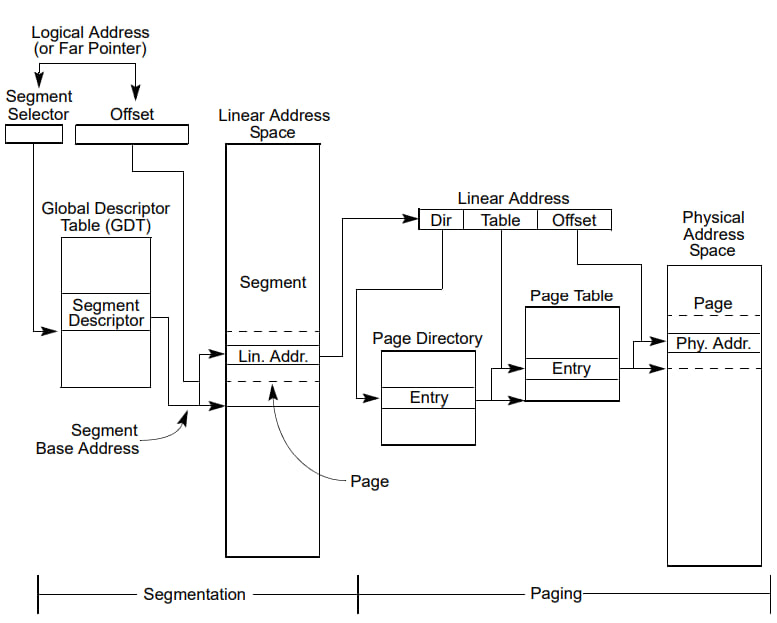 Logical Address
(or Far Pointer)
Segment
Selector
Offset
Linear Address
Space
Global Descriptor
Table (GDT)
Segment
Descriptor
Segment
Lin. Addr.
Segment
Base Address
Page
Linear Address
Dir
Table
Offset
Page Directory
Entry
Page Table
Entry
Physical
Address
Space
Page
Phy. Addr.
Segmentation
Paging